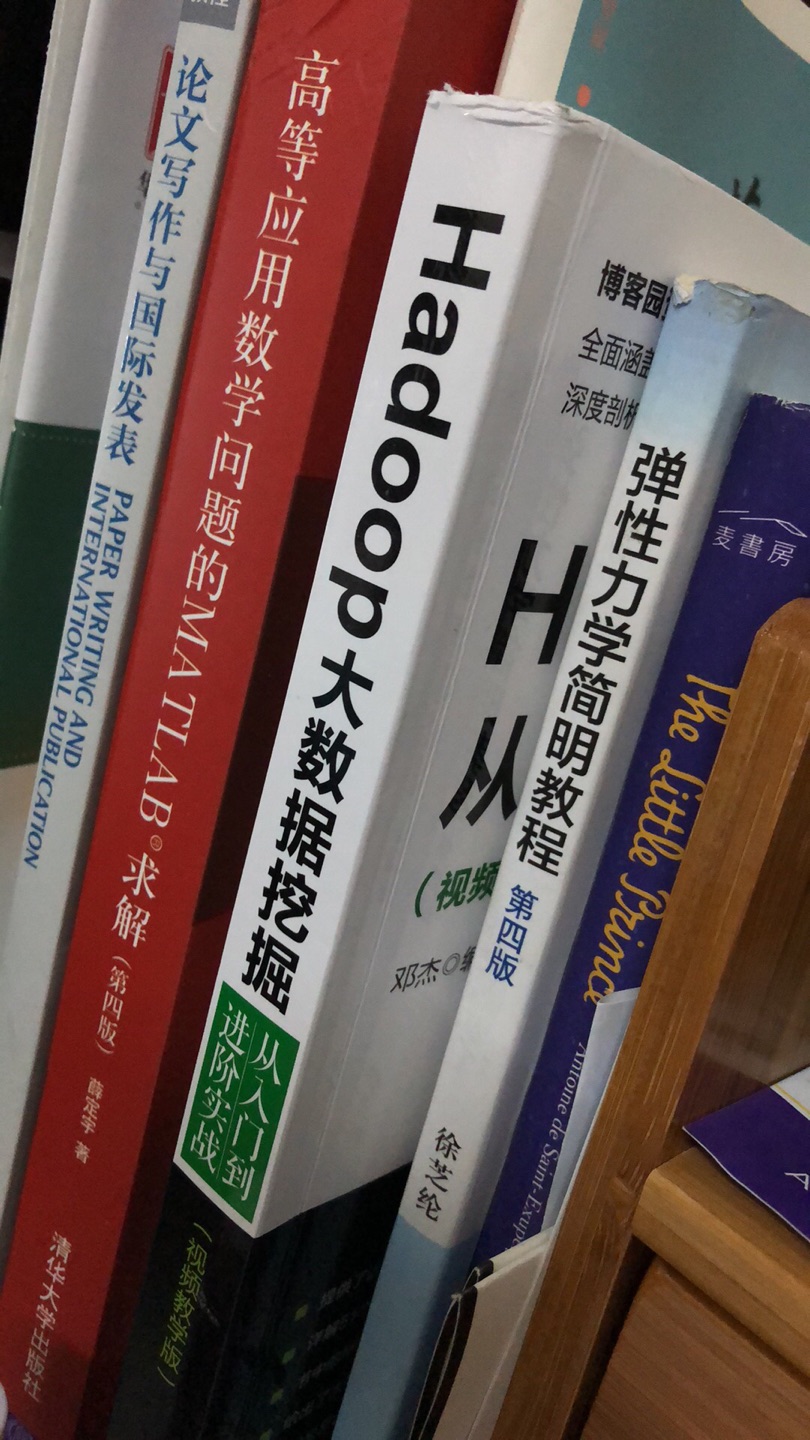 论文写作与国际发表
PAPER WRITING AND
INTERNATIONAL PUBLICATION
高等应用数学问题的MATLAB®求解(第四版)
薛定宇 著
清华大学出版社
Hadoop大数据挖掘
从入门到
进阶实战
(视频教学版)
博客园
全面涵盖
深度剖析
H
从
(视频
邓杰◎编
弹性力学简明教程
第四版
徐芝纶
麦書房
The Little Prince
Antoine de Saint-Exupé